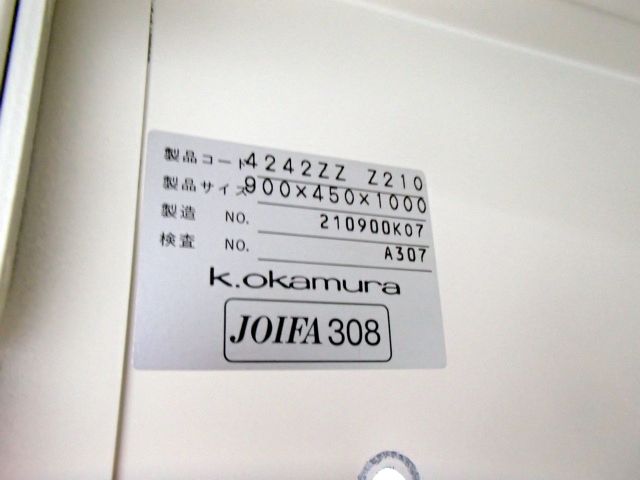 製品コード 4242ZZ Z210
製品サイズ 900×450×1000
製造 NO. 210900K07
検査 NO. A307
k.okamura
JOIFA 308